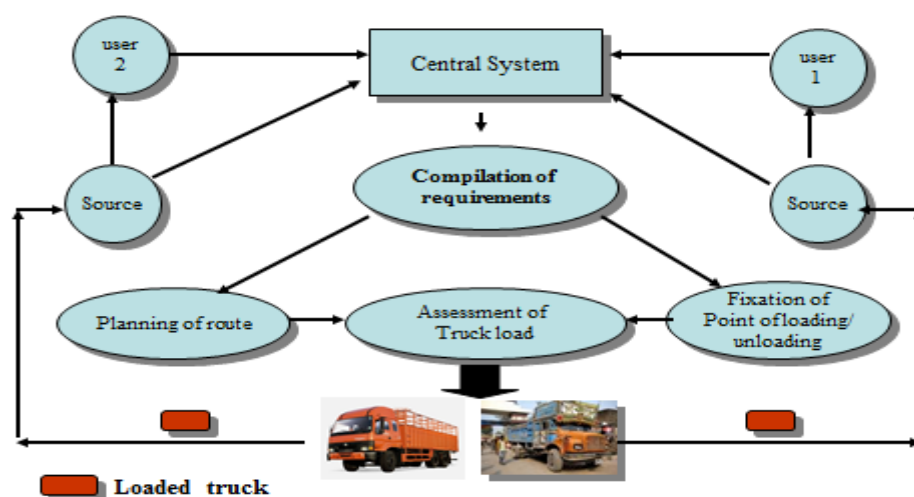 user
2
Central System
user
1
Source
Compilation of
requirements
Source
Planning of route
Assessment of
Truck load
Fixation of
Point of loading/
unloading
Loaded truck